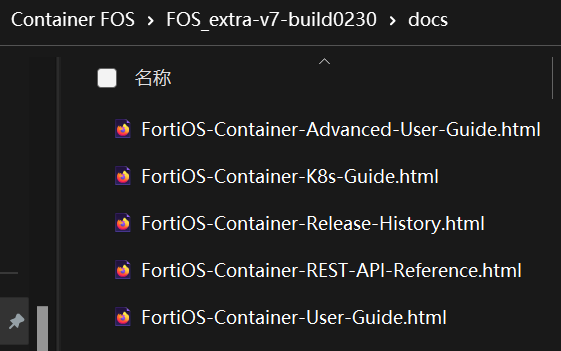 Container FOS > FOS_extra-v7-build0230 > docs
名称
FortiOS-Container-Advanced-User-Guide.html
FortiOS-Container-K8s-Guide.html
FortiOS-Container-Release-History.html
FortiOS-Container-REST-API-Reference.html
FortiOS-Container-User-Guide.html